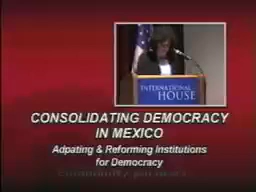 INTERNATIONAL
HOUSE
CONSOLIDATING DEMOCRACY
IN MEXICO
Adpating & Reforming Institutions
for Democracy